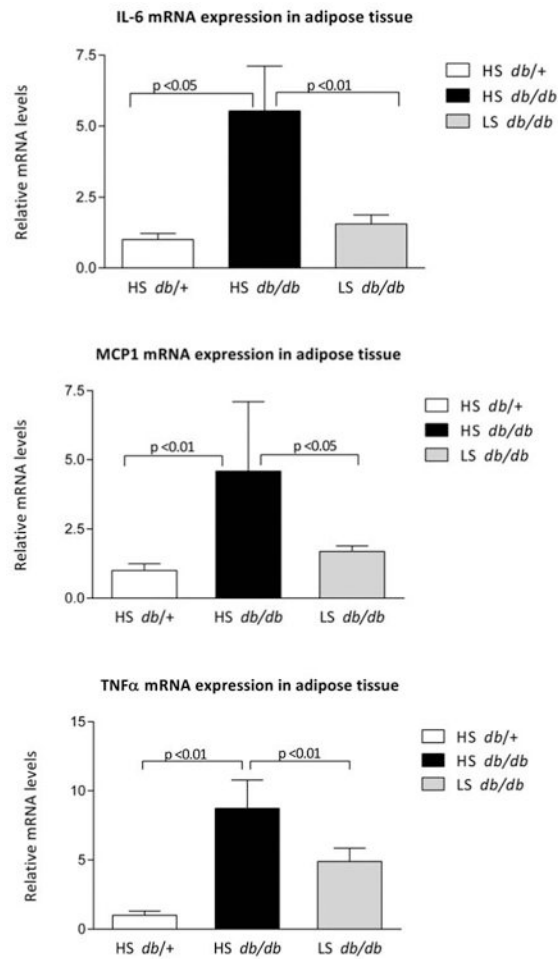 IL-6 mRNA expression in adipose tissue
Relative mRNA levels
7.5
5.0
2.5
0.0
p <0.05
p <0.01
HS db/+
HS db/db
LS db/db
HS db/+
HS db/db
LS db/db
MCP1 mRNA expression in adipose tissue
Relative mRNA levels
7.5
5.0
2.5
0.0
p <0.01
p <0.05
HS db/+
HS db/db
LS db/db
HS db/+
HS db/db
LS db/db
TNFα mRNA expression in adipose tissue
Relative mRNA levels
15
10
5
0
p <0.01
p <0.01
HS db/+
HS db/db
LS db/db
HS db/+
HS db/db
LS db/db